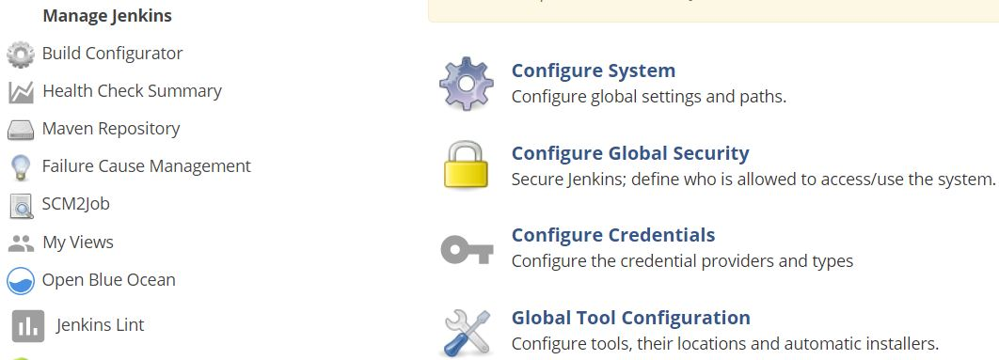 Manage Jenkins
Build Configurator
Health Check Summary
Maven Repository
Failure Cause Management
SCM2Job
My Views
Open Blue Ocean
Jenkins Lint
Configure System
Configure global settings and paths.
Configure Global Security
Secure Jenkins; define who is allowed to access/use the system.
Configure Credentials
Configure the credential providers and types
Global Tool Configuration
Configure tools, their locations and automatic installers.